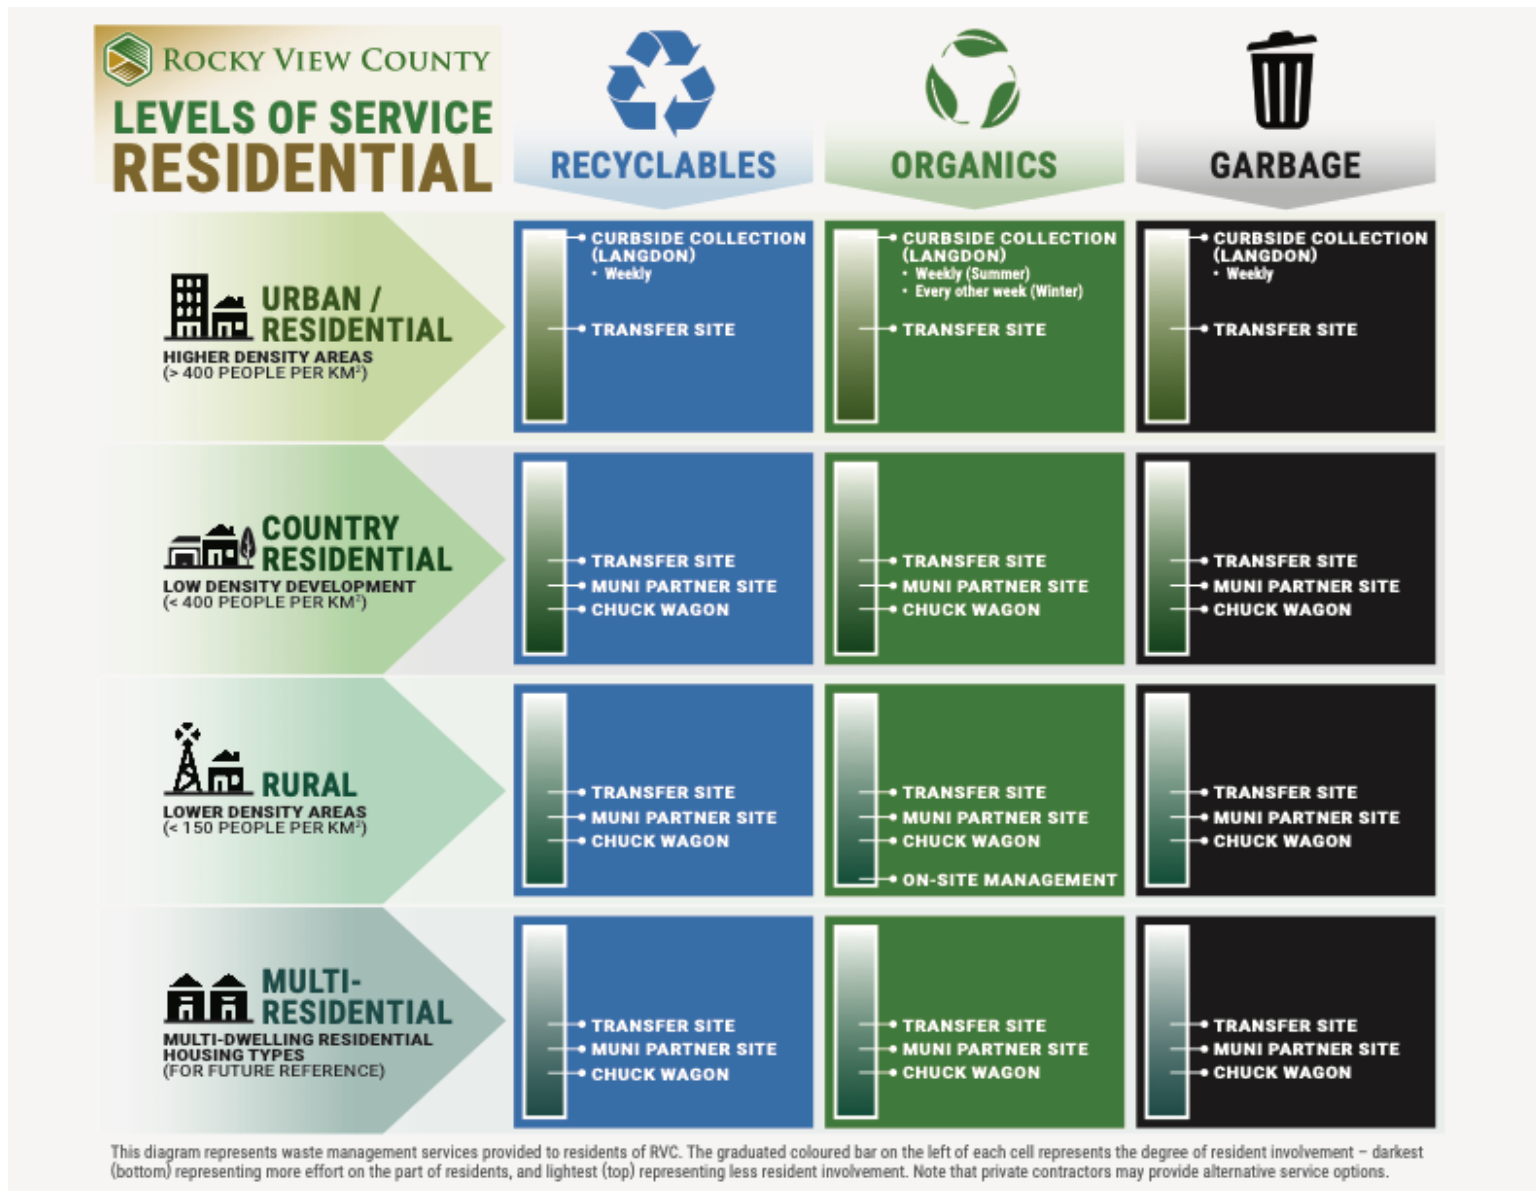 ROCKY VIEW COUNTY
LEVELS OF SERVICE
RESIDENTIAL
RECYCLABLES
ORGANICS
GARBAGE
URBAN /
RESIDENTIAL
HIGHER DENSITY AREAS
(> 400 PEOPLE PER KM²)
CURBSIDE COLLECTION
(LANGDON)
• Weekly
TRANSFER SITE
CURBSIDE COLLECTION
(LANGDON)
• Weekly (Summer)
• Every other week (Winter)
TRANSFER SITE
CURBSIDE COLLECTION
(LANGDON)
• Weekly
TRANSFER SITE
COUNTRY
RESIDENTIAL
LOW DENSITY DEVELOPMENT
(< 400 PEOPLE PER KM²)
TRANSFER SITE
MUNI PARTNER SITE
CHUCK WAGON
TRANSFER SITE
MUNI PARTNER SITE
CHUCK WAGON
TRANSFER SITE
MUNI PARTNER SITE
CHUCK WAGON
RURAL
LOWER DENSITY AREAS
(< 150 PEOPLE PER KM²)
TRANSFER SITE
MUNI PARTNER SITE
CHUCK WAGON
TRANSFER SITE
MUNI PARTNER SITE
CHUCK WAGON
ON-SITE MANAGEMENT
TRANSFER SITE
MUNI PARTNER SITE
CHUCK WAGON
MULTI-
RESIDENTIAL
MULTI-DWELLING RESIDENTIAL
HOUSING TYPES
(FOR FUTURE REFERENCE)
TRANSFER SITE
MUNI PARTNER SITE
CHUCK WAGON
TRANSFER SITE
MUNI PARTNER SITE
CHUCK WAGON
TRANSFER SITE
MUNI PARTNER SITE
CHUCK WAGON
This diagram represents waste management services provided to residents of RVC. The graduated coloured bar on the left of each cell represents the degree of resident involvement – darkest
(bottom) representing more effort on the part of residents, and lightest (top) representing less resident involvement. Note that private contractors may provide alternative service options.